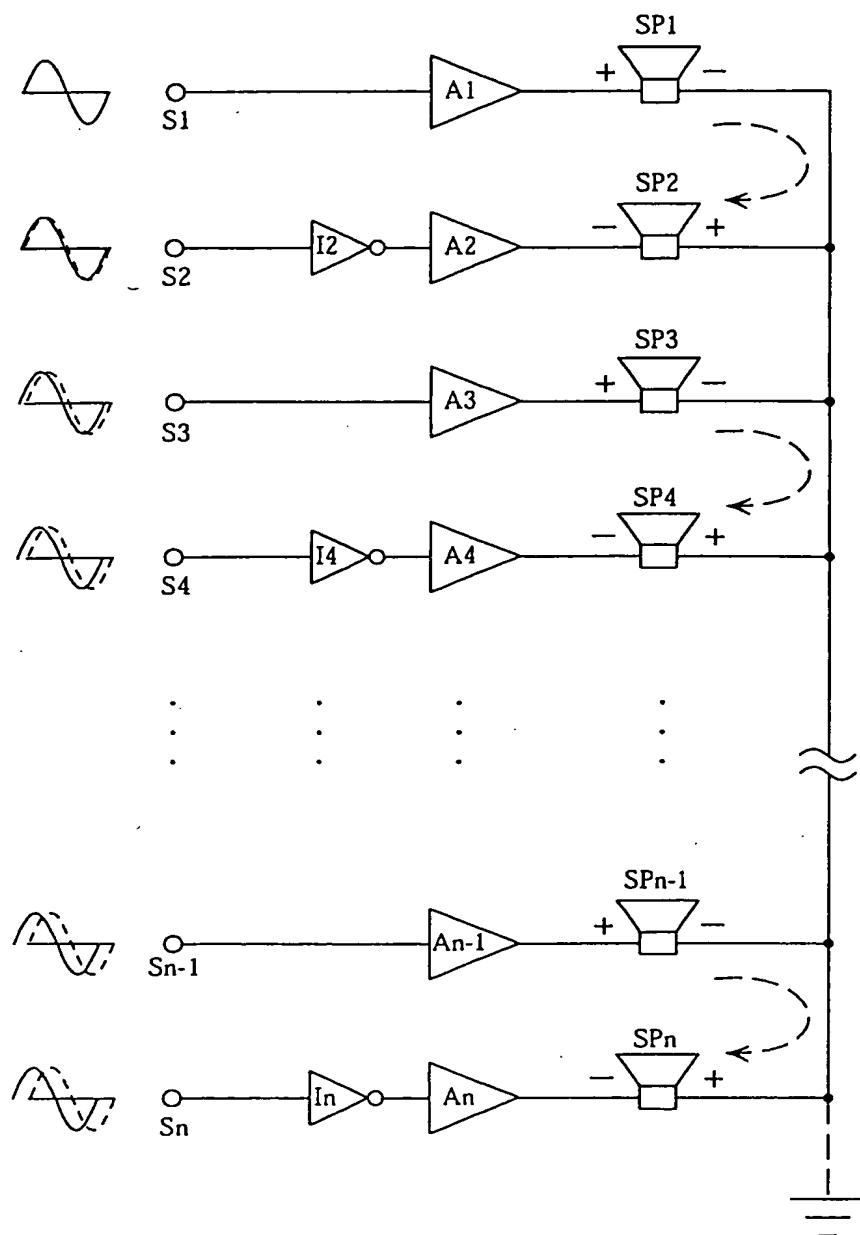 SP1
+ −
A1
S1
SP2
− +
I2 A2
S2
SP3
+ −
A3
S3
SP4
− +
I4 A4
S4
SPn-1
+ −
An-1
Sn-1
SPn
− +
In An
Sn